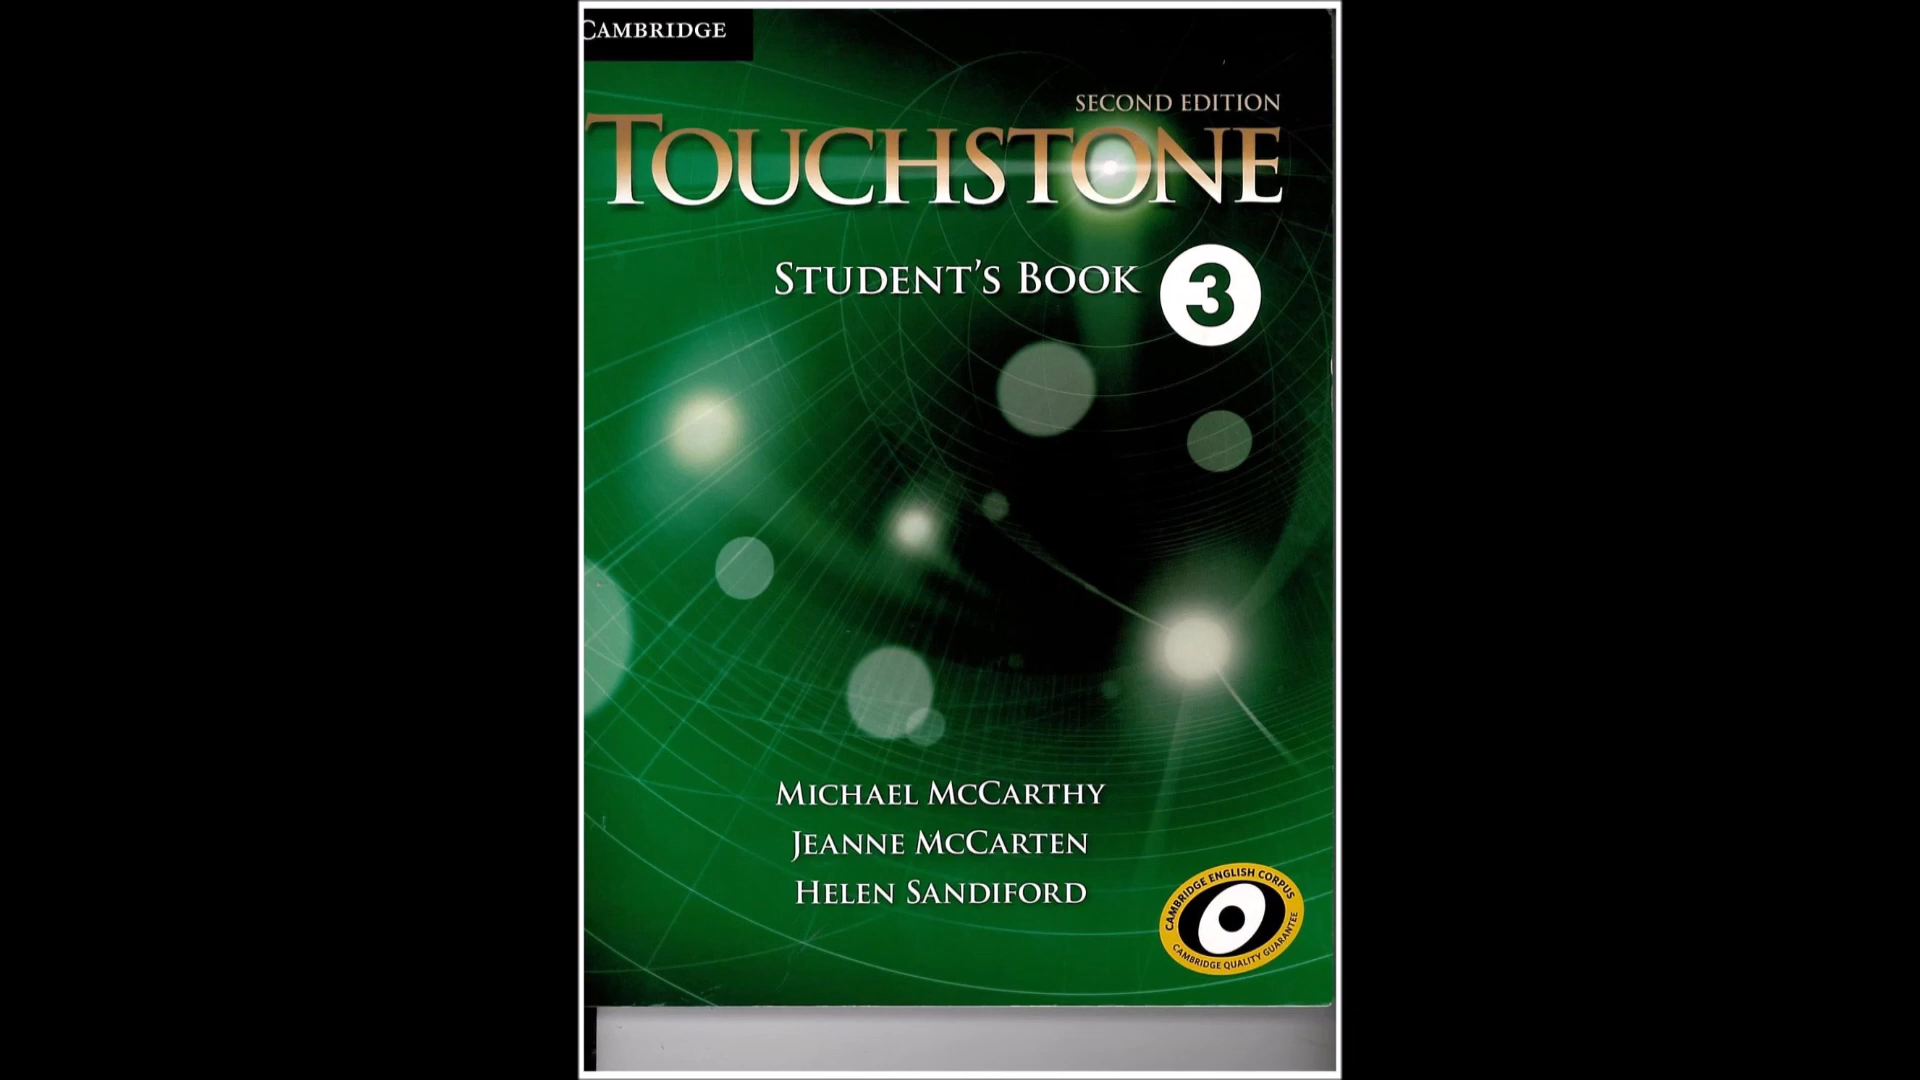 CAMBRIDGE
SECOND EDITION
TOUCHSTONE
STUDENT'S BOOK 3
MICHAEL MCCARTHY
JEANNE MCCARTEN
HELEN SANDIFORD
CAMBRIDGE ENGLISH CORPUS
CAMBRIDGE QUALITY GUARANTEE